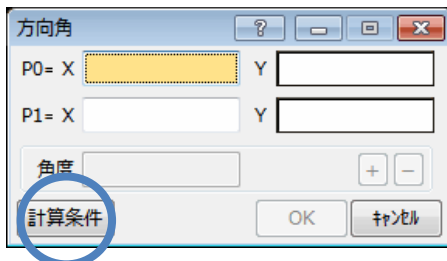 方向角
P0= X Y
P1= X Y
角度 + −
計算条件 OK ｷｬﾝｾﾙ